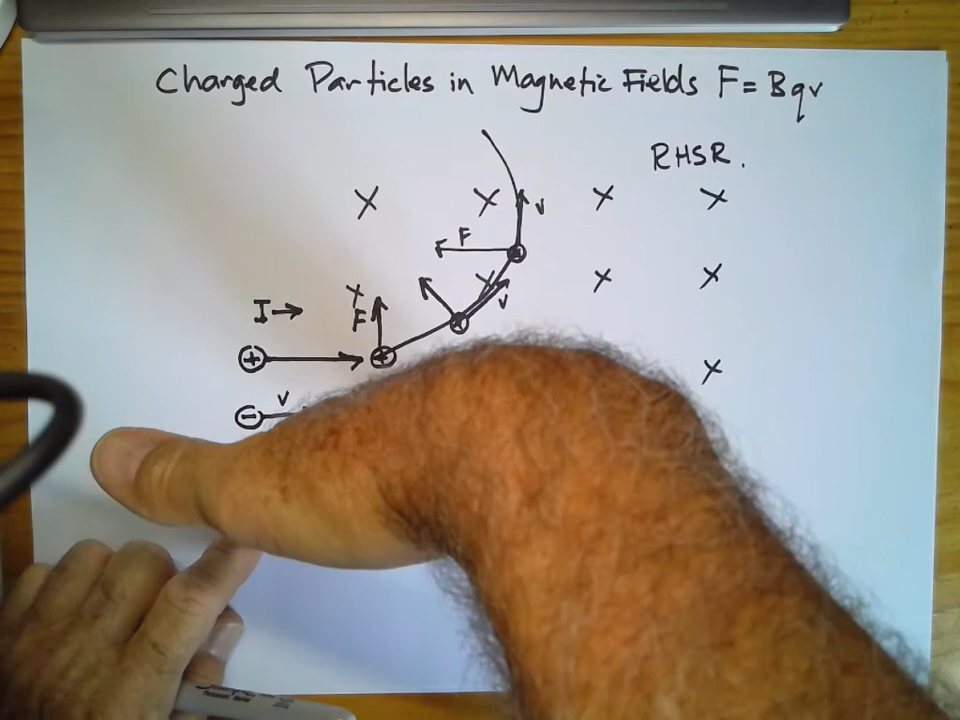 Charged Particles in Magnetic Fields F = Bqv
RHSR.
X X X X
v
F
X X X
X
v
I →
F
+ +
X
v
−